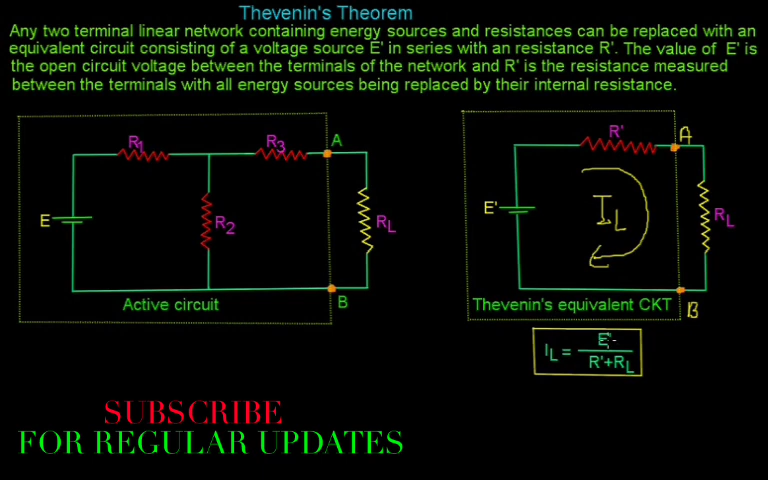 Thevenin's Theorem
Any two terminal linear network containing energy sources and resistances can be replaced with an
equivalent circuit consisting of a voltage source E' in series with an resistance R'. The value of E' is
the open circuit voltage between the terminals of the network and R' is the resistance measured
between the terminals with all energy sources being replaced by their internal resistance.
R1
R3
A
E
R2
RL
Active circuit
B
R'
A
E'
IL
RL
Thevenin's equivalent CKT
B
IL = E' / R'+RL
SUBSCRIBE
FOR REGULAR UPDATES